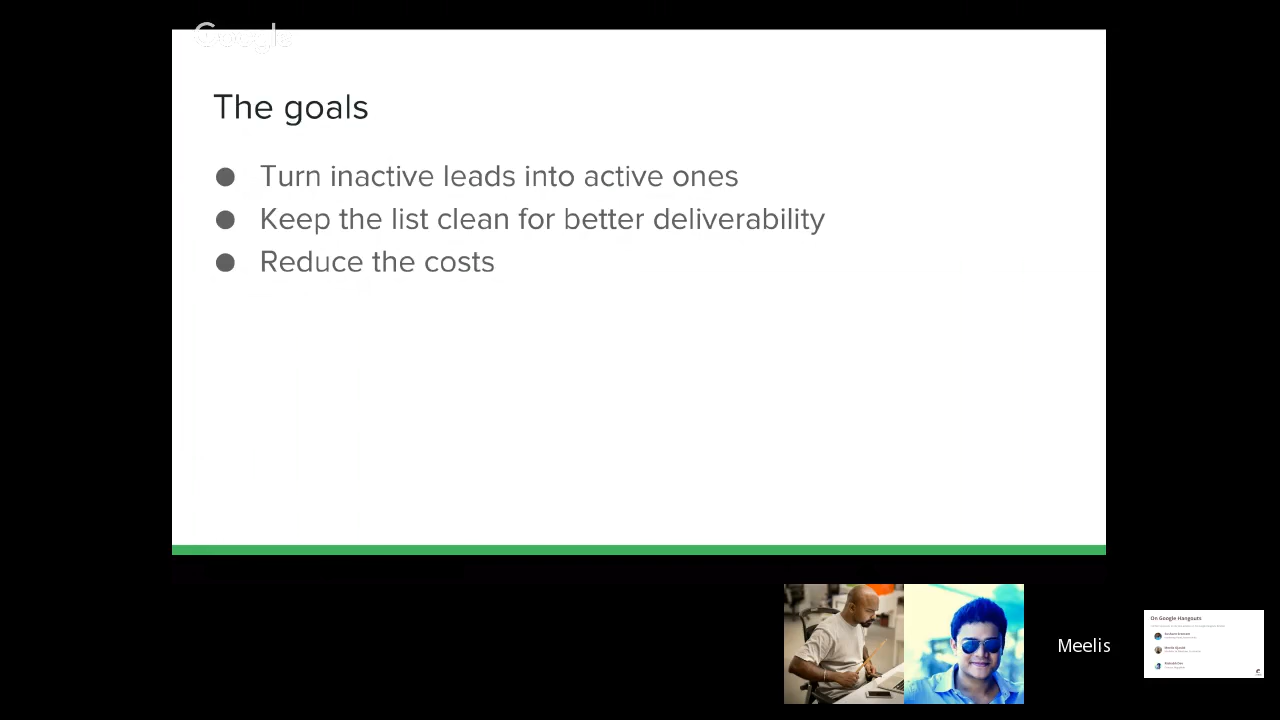 Google
The goals
● Turn inactive leads into active ones
● Keep the list clean for better deliverability
● Reduce the costs
Meelis
On Google Hangouts